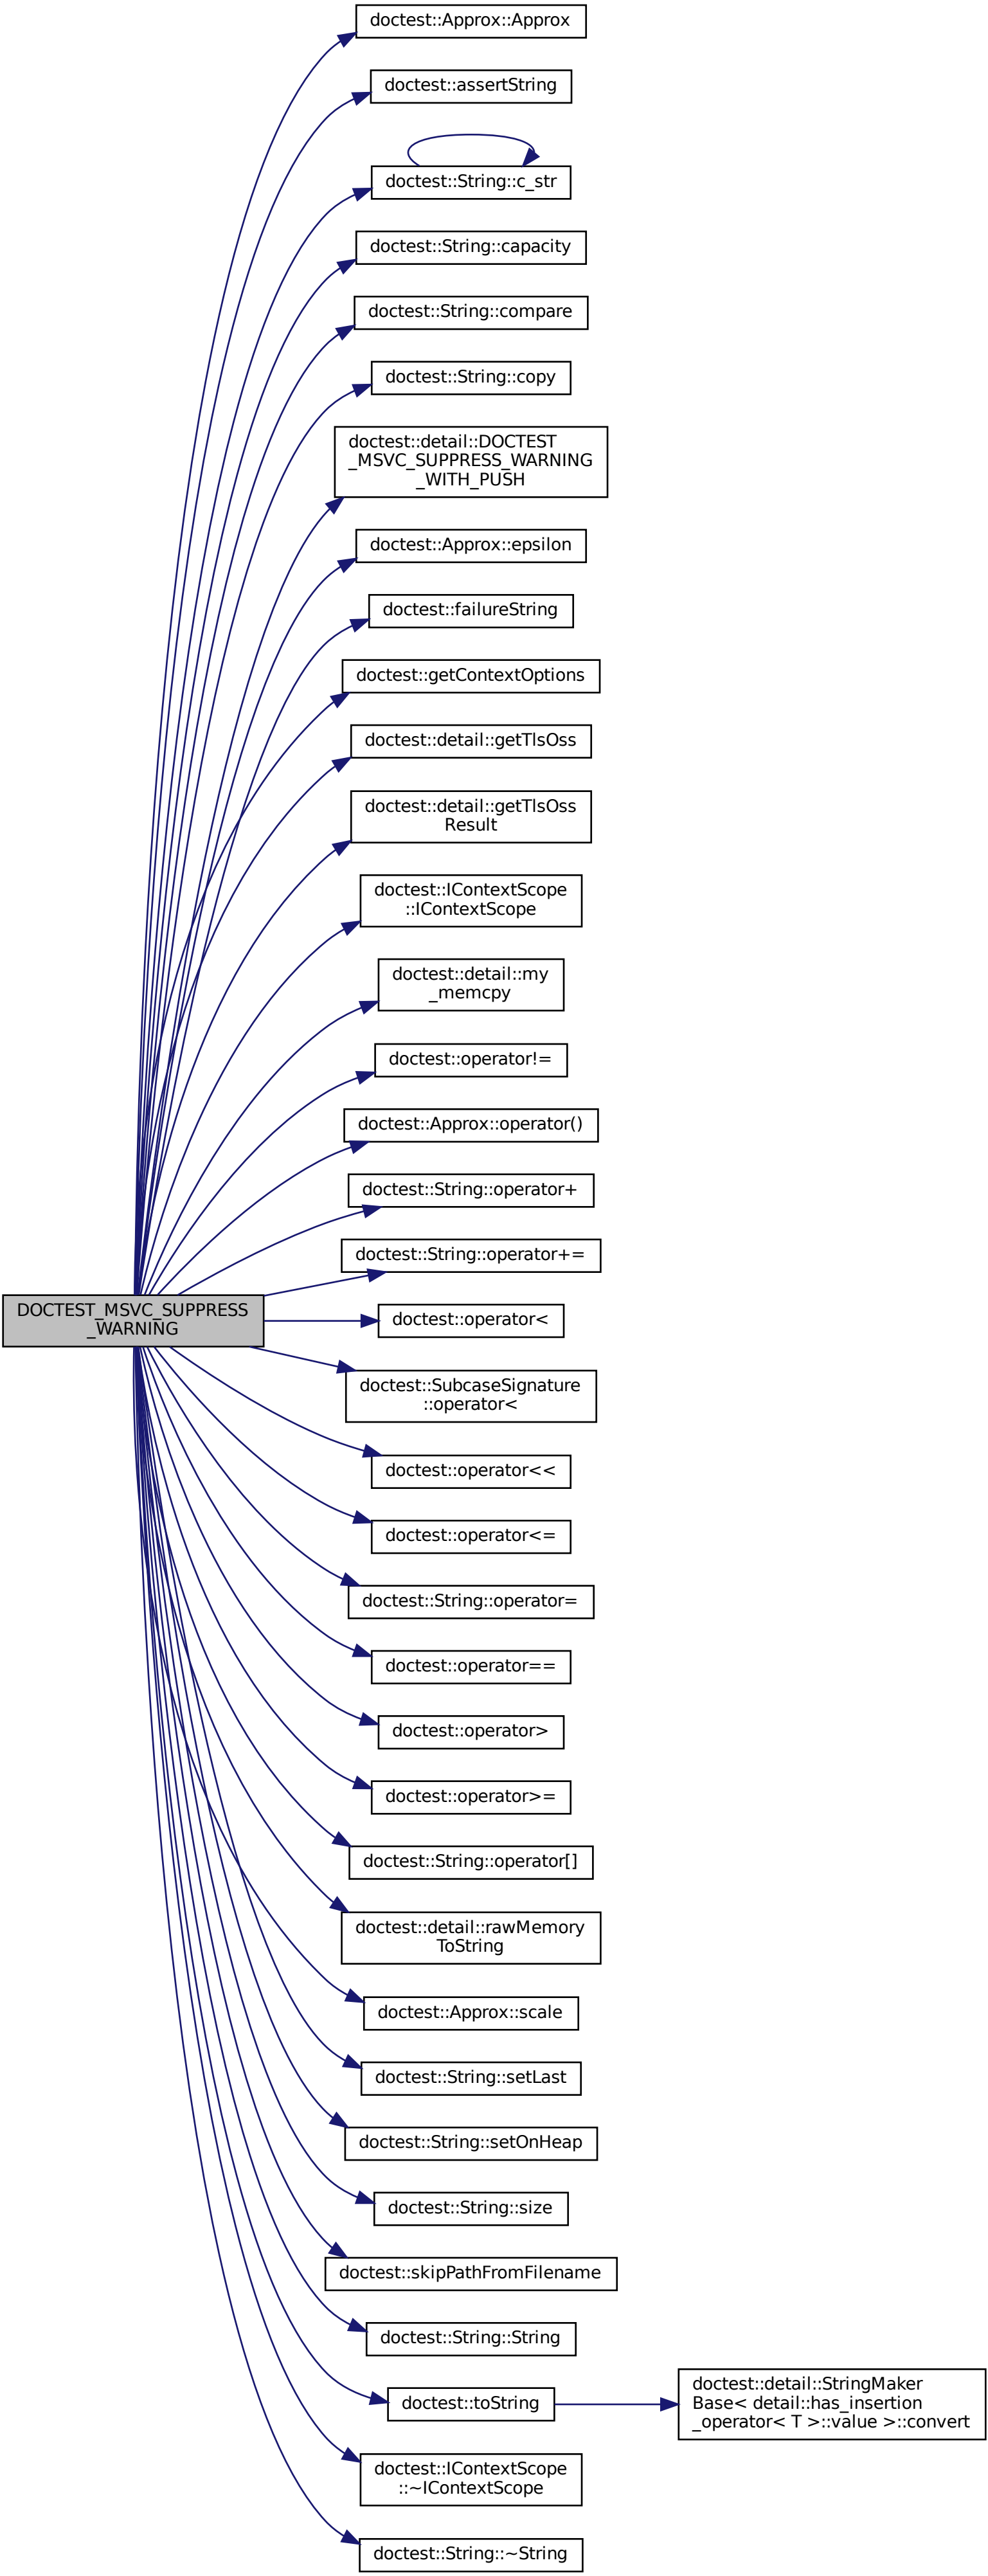 doctest::Approx::Approx
doctest::assertString
doctest::String::c_str
doctest::String::capacity
doctest::String::compare
doctest::String::copy
doctest::detail::DOCTEST
_MSVC_SUPPRESS_WARNING
_WITH_PUSH
doctest::Approx::epsilon
doctest::failureString
doctest::getContextOptions
doctest::detail::getTlsOss
doctest::detail::getTlsOss
Result
doctest::IContextScope
::IContextScope
doctest::detail::my
_memcpy
doctest::operator!=
doctest::Approx::operator()
doctest::String::operator+
doctest::String::operator+=
DOCTEST_MSVC_SUPPRESS
_WARNING
doctest::operator<
doctest::SubcaseSignature
::operator<
doctest::operator<<
doctest::operator<=
doctest::String::operator=
doctest::operator==
doctest::operator>
doctest::operator>=
doctest::String::operator[]
doctest::detail::rawMemory
ToString
doctest::Approx::scale
doctest::String::setLast
doctest::String::setOnHeap
doctest::String::size
doctest::skipPathFromFilename
doctest::String::String
doctest::toString
doctest::detail::StringMaker
Base< detail::has_insertion
_operator< T >::value >::convert
doctest::IContextScope
::~IContextScope
doctest::String::~String